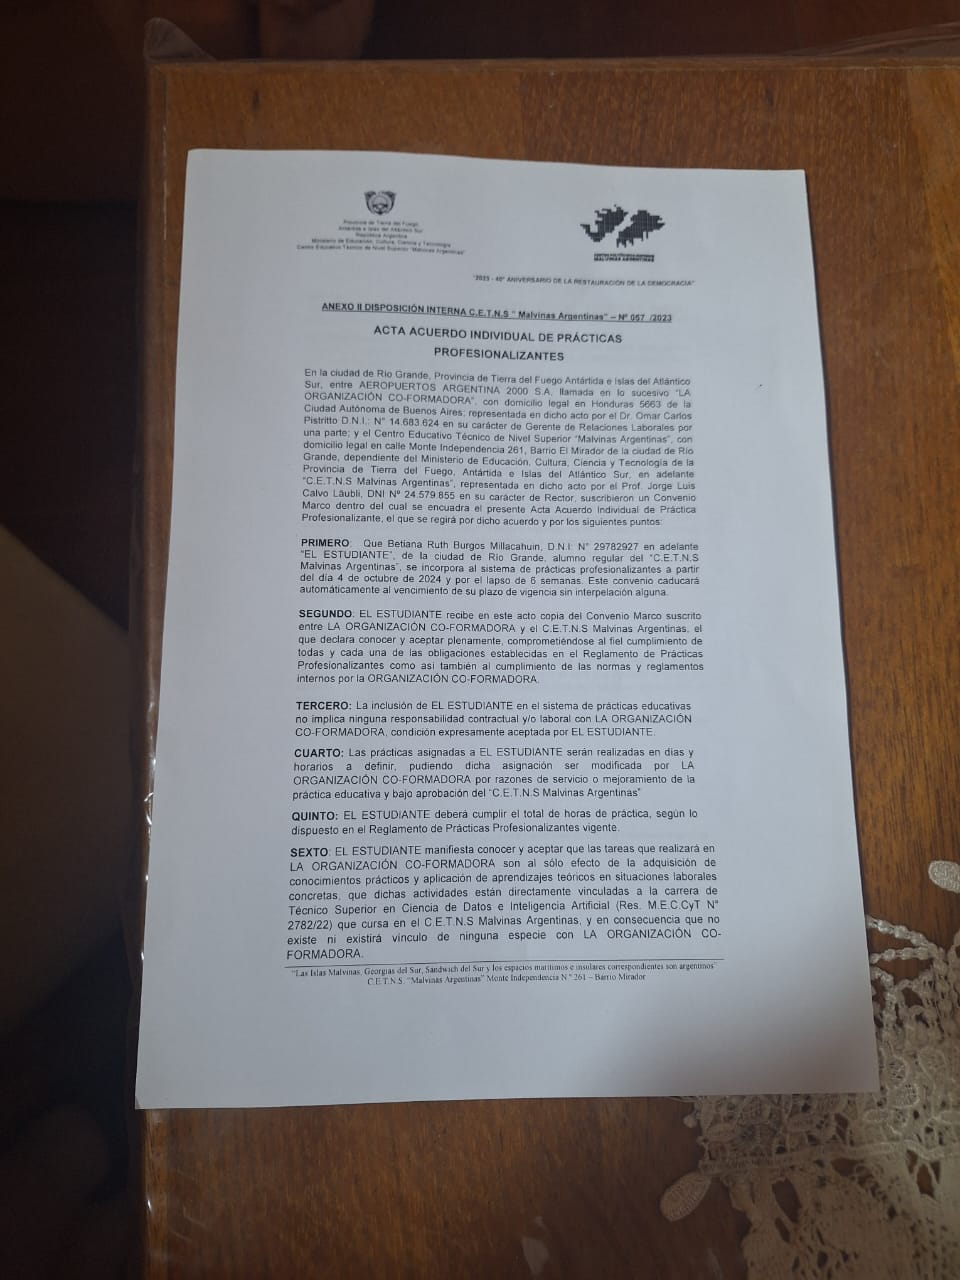 Provincia de Tierra del Fuego
Antártida e Islas del Atlántico Sur
República Argentina
Ministerio de Educación, Cultura, Ciencia y Tecnología
Centro Educativo Técnico de Nivel Superior "Malvinas Argentinas"
CENTRO POLITÉCNICO SUPERIOR
MALVINAS ARGENTINAS
"2023 - 40° ANIVERSARIO DE LA RESTAURACIÓN DE LA DEMOCRACIA"
ANEXO II DISPOSICIÓN INTERNA C.E.T.N.S " Malvinas Argentinas" – Nº 057 /2023
ACTA ACUERDO INDIVIDUAL DE PRÁCTICAS
PROFESIONALIZANTES
En la ciudad de Río Grande, Provincia de Tierra del Fuego Antártida e Islas del Atlántico
Sur, entre AEROPUERTOS ARGENTINA 2000 S.A, llamada en lo sucesivo "LA
ORGANIZACIÓN CO-FORMADORA", con domicilio legal en Honduras 5663 de la
Ciudad Autónoma de Buenos Aires; representada en dicho acto por el Dr. Omar Carlos
Pistritto D.N.I.: N° 14.683.624 en su carácter de Gerente de Relaciones Laborales por
una parte; y el Centro Educativo Técnico de Nivel Superior "Malvinas Argentinas", con
domicilio legal en calle Monte Independencia 261, Barrio El Mirador de la ciudad de Río
Grande, dependiente del Ministerio de Educación, Cultura, Ciencia y Tecnología de la
Provincia de Tierra del Fuego, Antártida e Islas del Atlántico Sur, en adelante
"C.E.T.N.S Malvinas Argentinas", representada en dicho acto por el Prof. Jorge Luis
Calvo Läubli, DNI Nº 24.579.855 en su carácter de Rector, suscribieron un Convenio
Marco dentro del cual se encuadra el presente Acta Acuerdo Individual de Práctica
Profesionalizante, el que se regirá por dicho acuerdo y por los siguientes puntos:
PRIMERO: Que Betiana Ruth Burgos Millacahuin, D.N.I: N° 29782927 en adelante
"EL ESTUDIANTE", de la ciudad de Río Grande, alumno regular del "C.E.T.N.S
Malvinas Argentinas", se incorpora al sistema de prácticas profesionalizantes a partir
del día 4 de octubre de 2024 y por el lapso de 6 semanas. Este convenio caducará
automáticamente al vencimiento de su plazo de vigencia sin interpelación alguna.
SEGUNDO: EL ESTUDIANTE recibe en este acto copia del Convenio Marco suscrito
entre LA ORGANIZACIÓN CO-FORMADORA y el C.E.T.N.S Malvinas Argentinas, el
que declara conocer y aceptar plenamente, comprometiéndose al fiel cumplimiento de
todas y cada una de las obligaciones establecidas en el Reglamento de Prácticas
Profesionalizantes como así también al cumplimiento de las normas y reglamentos
internos por la ORGANIZACIÓN CO-FORMADORA.
TERCERO: La inclusión de EL ESTUDIANTE en el sistema de prácticas educativas
no implica ninguna responsabilidad contractual y/o laboral con LA ORGANIZACIÓN
CO-FORMADORA, condición expresamente aceptada por EL ESTUDIANTE.
CUARTO: Las prácticas asignadas a EL ESTUDIANTE serán realizadas en días y
horarios a definir, pudiendo dicha asignación ser modificada por LA
ORGANIZACIÓN CO-FORMADORA por razones de servicio o mejoramiento de la
práctica educativa y bajo aprobación del "C.E.T.N.S Malvinas Argentinas"
QUINTO: EL ESTUDIANTE deberá cumplir el total de horas de práctica, según lo
dispuesto en el Reglamento de Prácticas Profesionalizantes vigente.
SEXTO: EL ESTUDIANTE manifiesta conocer y aceptar que las tareas que realizará en
LA ORGANIZACIÓN CO-FORMADORA son al sólo efecto de la adquisición de
conocimientos prácticos y aplicación de aprendizajes teóricos en situaciones laborales
concretas, que dichas actividades están directamente vinculadas a la carrera de
Técnico Superior en Ciencia de Datos e Inteligencia Artificial (Res. M.E.C.CyT N°
2782/22) que cursa en el C.E.T.N.S Malvinas Argentinas, y en consecuencia que no
existe ni existirá vínculo de ninguna especie con LA ORGANIZACIÓN CO-
FORMADORA.
"Las Islas Malvinas, Georgias del Sur, Sándwich del Sur y los espacios marítimos e insulares correspondientes son argentinos"
C.E.T.N.S. "Malvinas Argentinas" Monte Independencia N.° 261 – Barrio Mirador